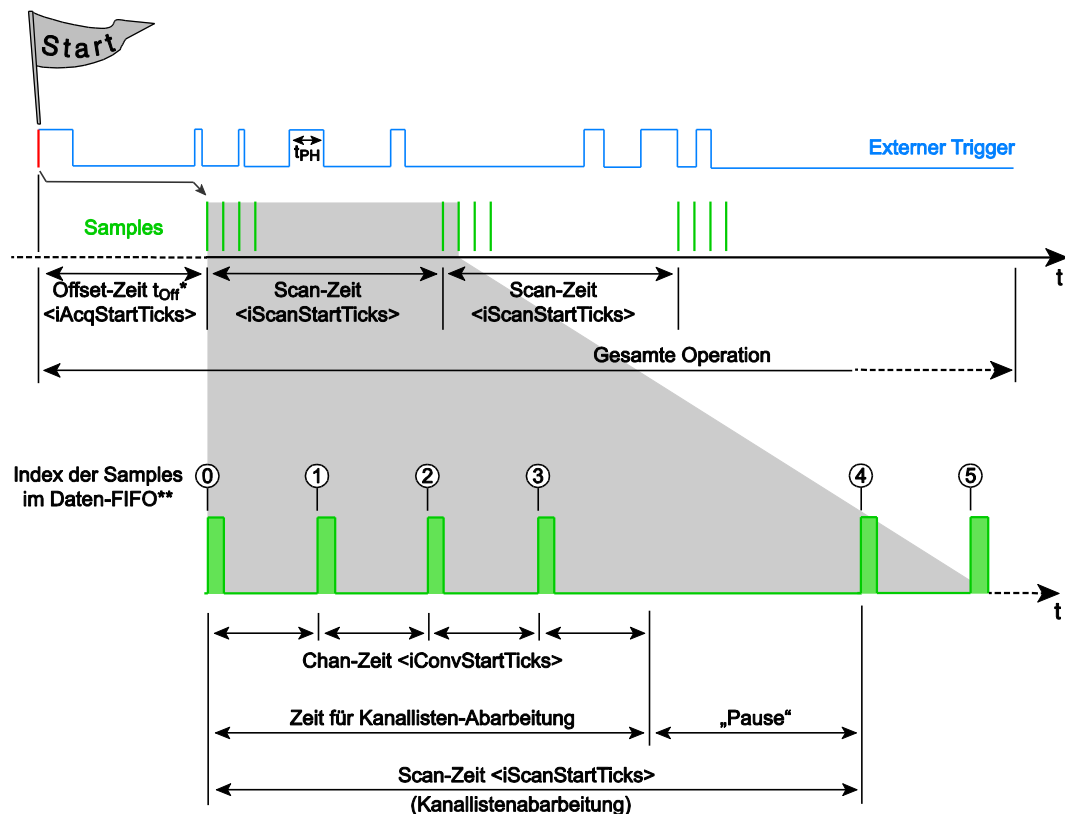 Start
tPH
Externer Trigger
Samples
t
Offset-Zeit tOff*
<iAcqStartTicks>
Scan-Zeit
<iScanStartTicks>
Scan-Zeit
<iScanStartTicks>
Gesamte Operation
Index der Samples
im Daten-FIFO**
0 1 2 3 4 5
t
Chan-Zeit <iConvStartTicks>
Zeit für Kanallisten-Abarbeitung
„Pause“
Scan-Zeit <iScanStartTicks>
(Kanallistenabarbeitung)